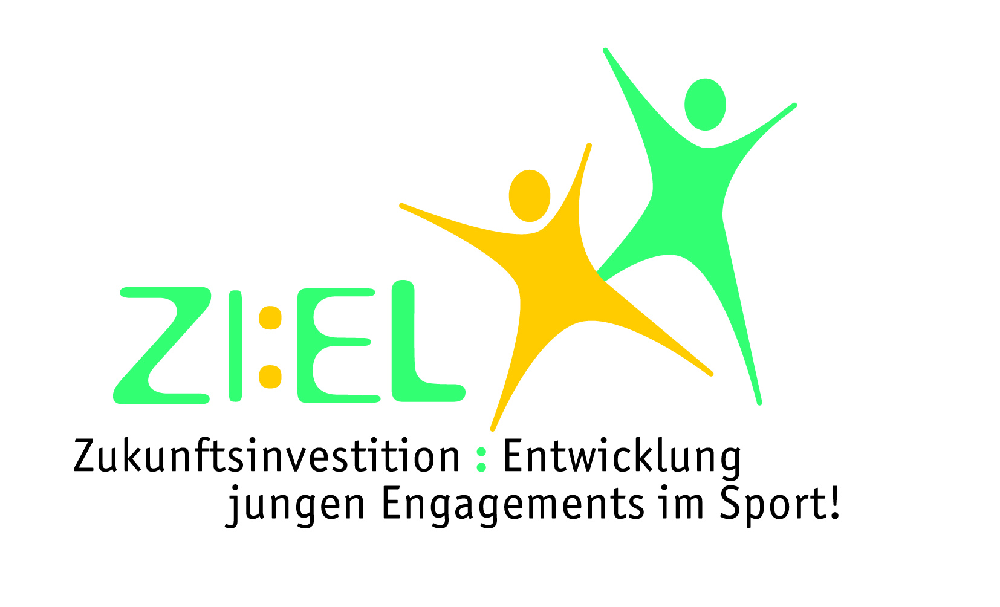 ZI:EL
Zukunftsinvestition : Entwicklung
jungen Engagements im Sport!